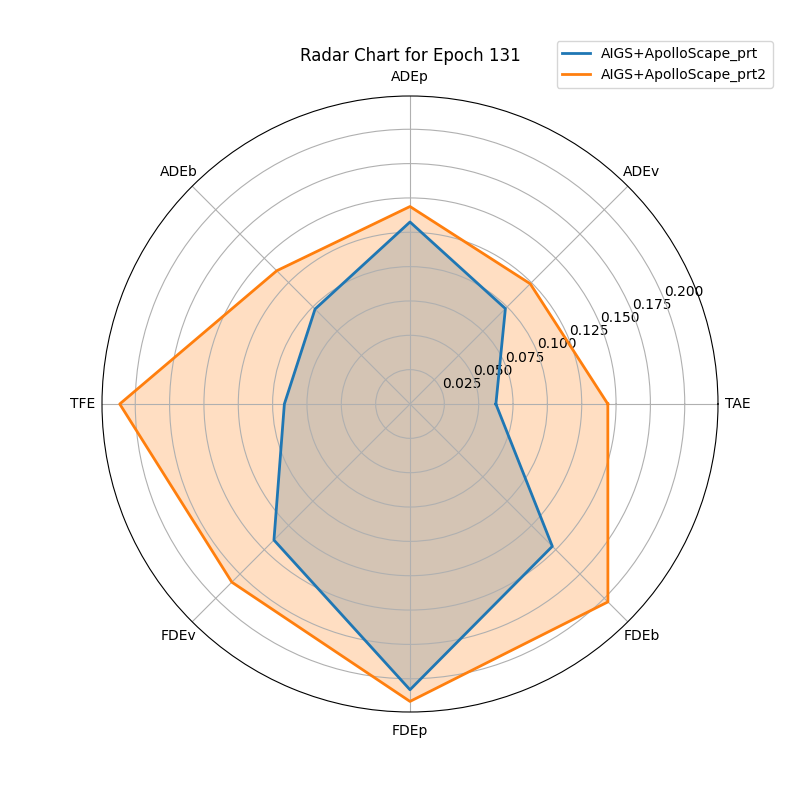 Radar Chart for Epoch 131
AIGS+ApolloScape_prt
AIGS+ApolloScape_prt2
ADEp
ADEb
ADEv
0.200
0.175
0.150
0.125
0.100
0.075
0.050
0.025
TFE
TAE
FDEv
FDEb
FDEp